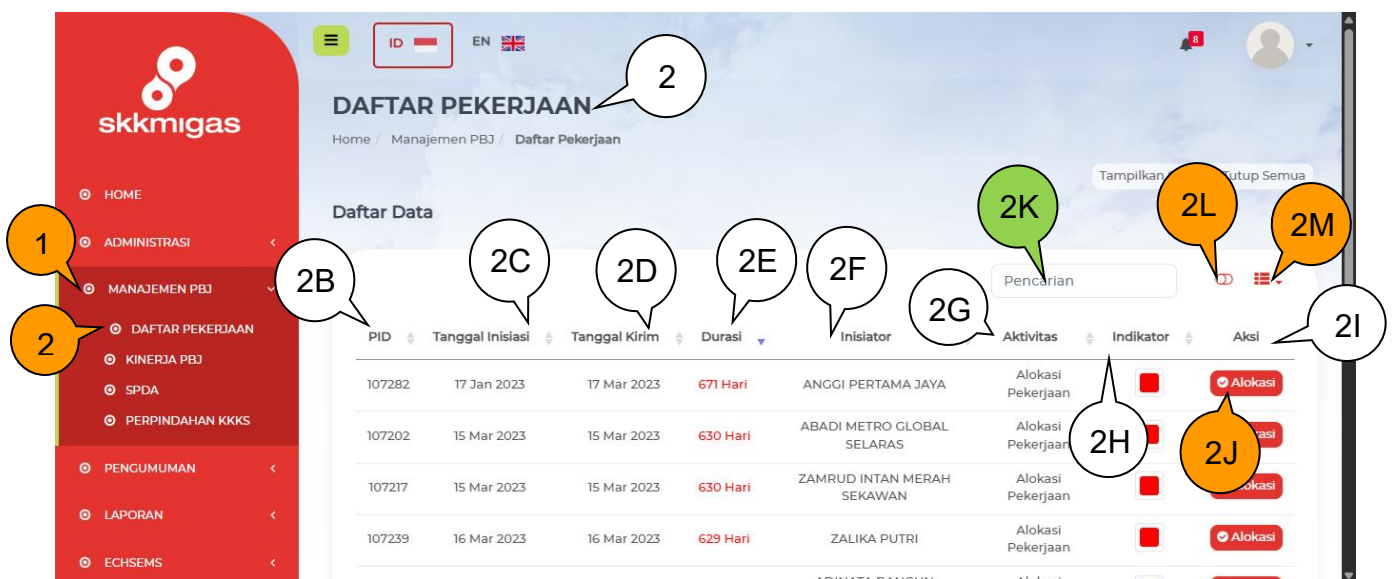 ID
EN
8
2
skkmigas
DAFTAR PEKERJAAN
Home / Manajemen PBJ / Daftar Pekerjaan
Tampilkan
Tutup Semua
HOME
Daftar Data
2K
2L
2M
1
ADMINISTRASI
2B
2C
2D
2E
2F
MANAJEMEN PBJ
Pencarian
2G
2
DAFTAR PEKERJAAN
2I
KINERJA PBJ
SPDA
PERPINDAHAN KKKS
PID
Tanggal Inisiasi
Tanggal Kirim
Durasi
Inisiator
Aktivitas
Indikator
Aksi
107282
17 Jan 2023
17 Mar 2023
671 Hari
ANGGI PERTAMA JAYA
Alokasi
Pekerjaan
Alokasi
107202
15 Mar 2023
15 Mar 2023
630 Hari
ABADI METRO GLOBAL
SELARAS
Alokasi
Pekerjaan
2H
2J
PENGUMUMAN
107217
15 Mar 2023
15 Mar 2023
630 Hari
ZAMRUD INTAN MERAH
SEKAWAN
Alokasi
Pekerjaan
LAPORAN
107239
16 Mar 2023
16 Mar 2023
629 Hari
ZALIKA PUTRI
Alokasi
Pekerjaan
Alokasi
ECHSEMS